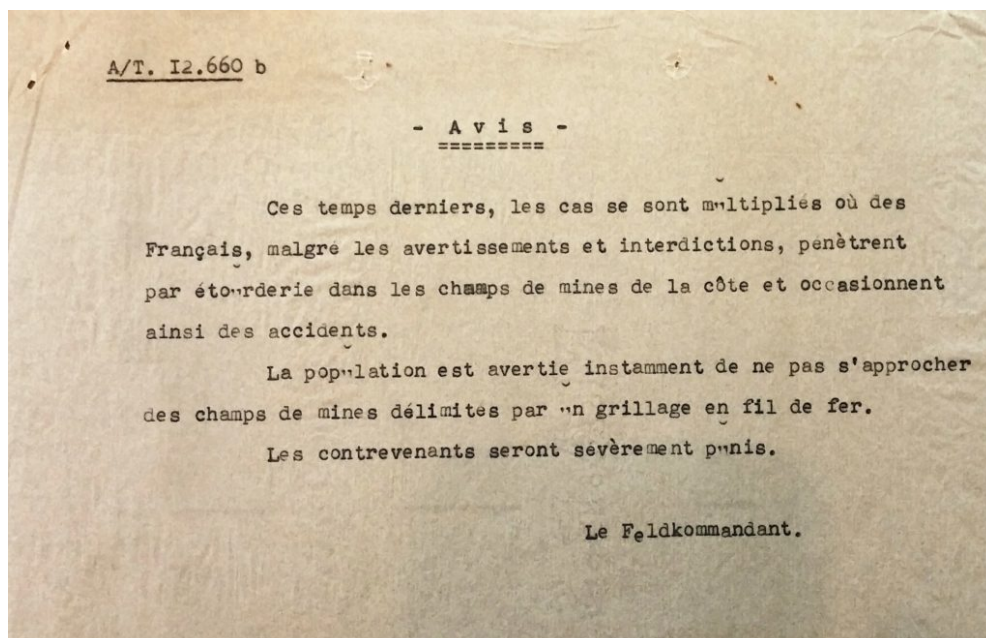 A/T. I2.660 b
- A v i s -
=========
Ces temps derniers, les cas se sont multipliés où des
Français, malgré les avertissements et interdictions, pénètrent
par étourderie dans les champs de mines de la côte et occasionnent
ainsi des accidents.
La population est avertie instamment de ne pas s'approcher
des champs de mines délimités par un grillage en fil de fer.
Les contrevenants seront sévèrement punis.
Le Feldkommandant.